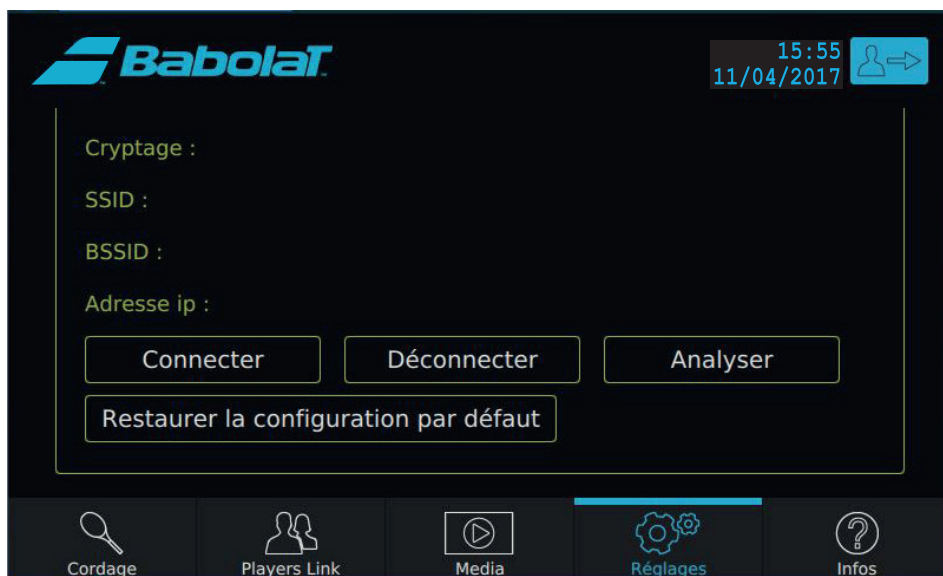 BabolaT
15:55
11/04/2017
Cryptage :
SSID :
BSSID :
Adresse ip :
Connecter Déconnecter Analyser
Restaurer la configuration par défaut
Cordage Players Link Media Réglages Infos